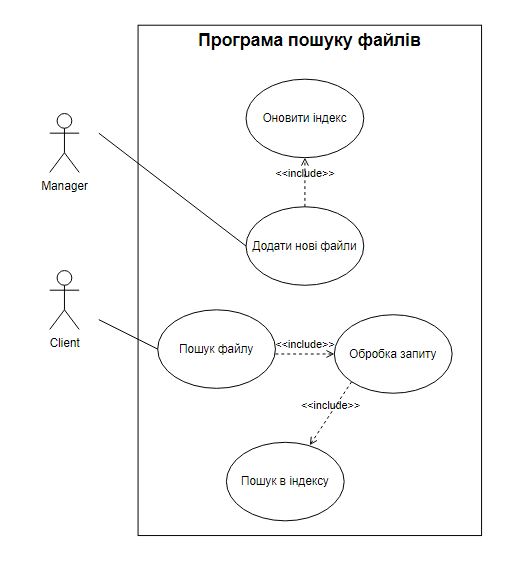 Програма пошуку файлів
Оновити індекс
<<include>>
Manager
Додати нові файли
Client
Пошук файлу
<<include>>
Обробка запиту
<<include>>
Пошук в індексу